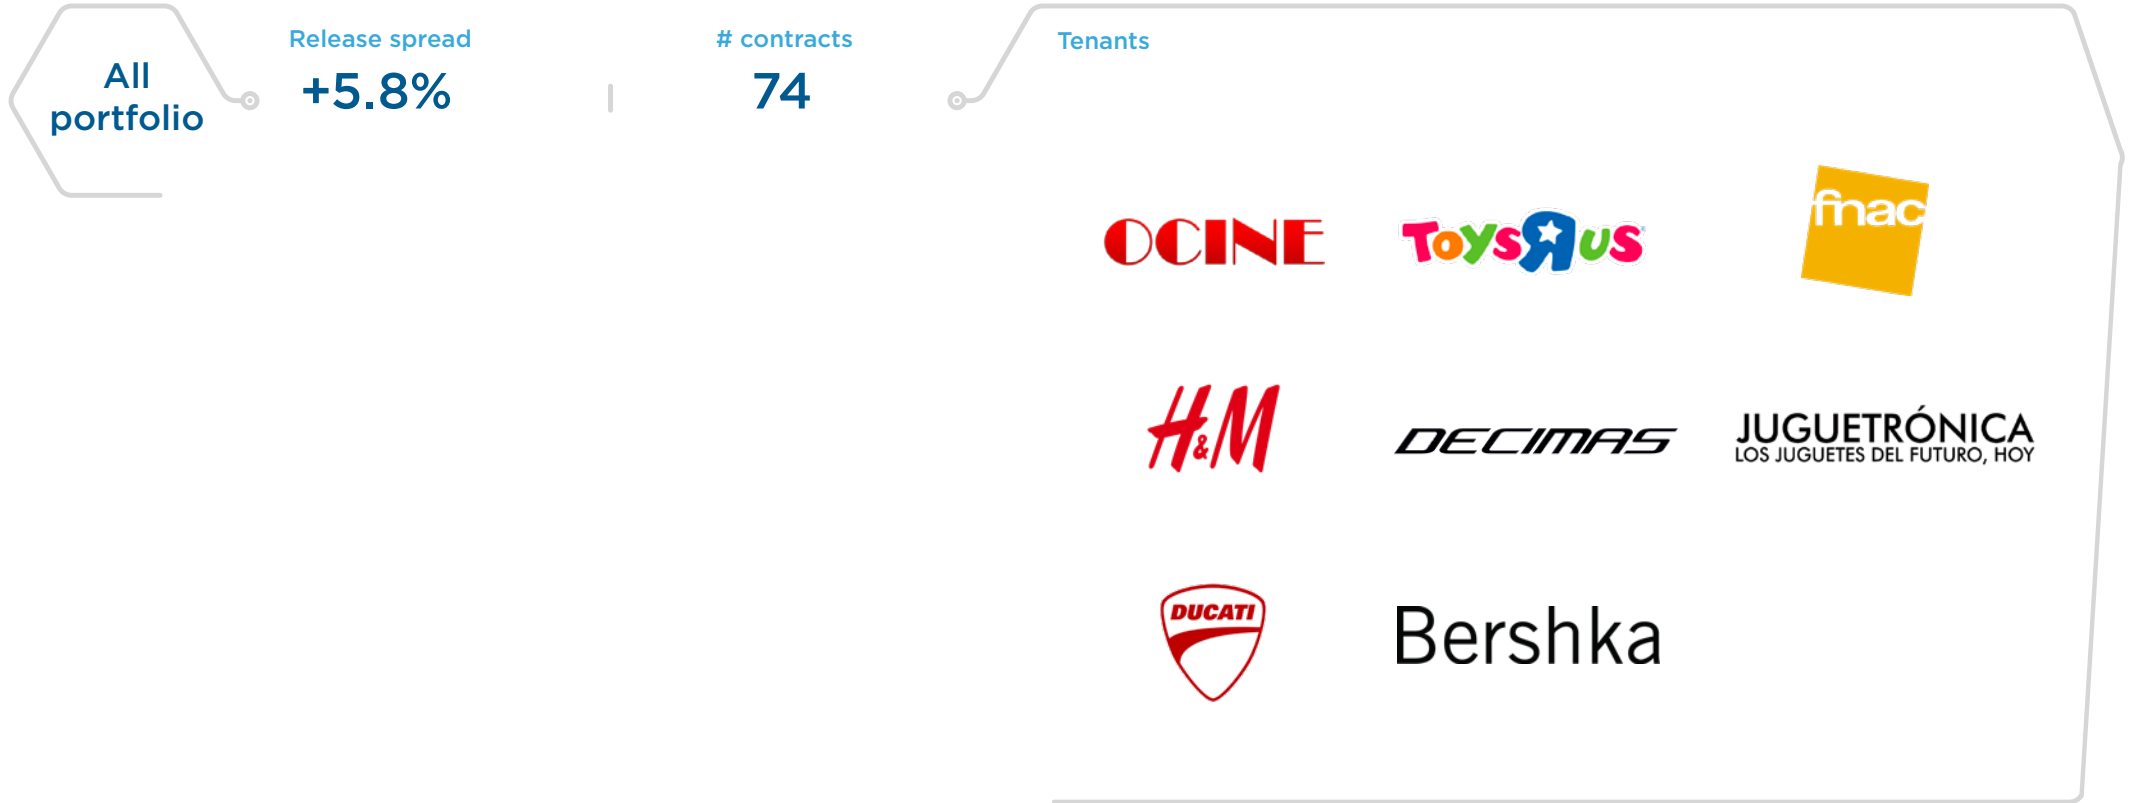 All
portfolio
Release spread
+5.8%
# contracts
74
Tenants
OCINE
ToysRus
fnac
H&M
DECIMAS
JUGUETRÓNICA
LOS JUGUETES DEL FUTURO, HOY
DUCATI
Bershka